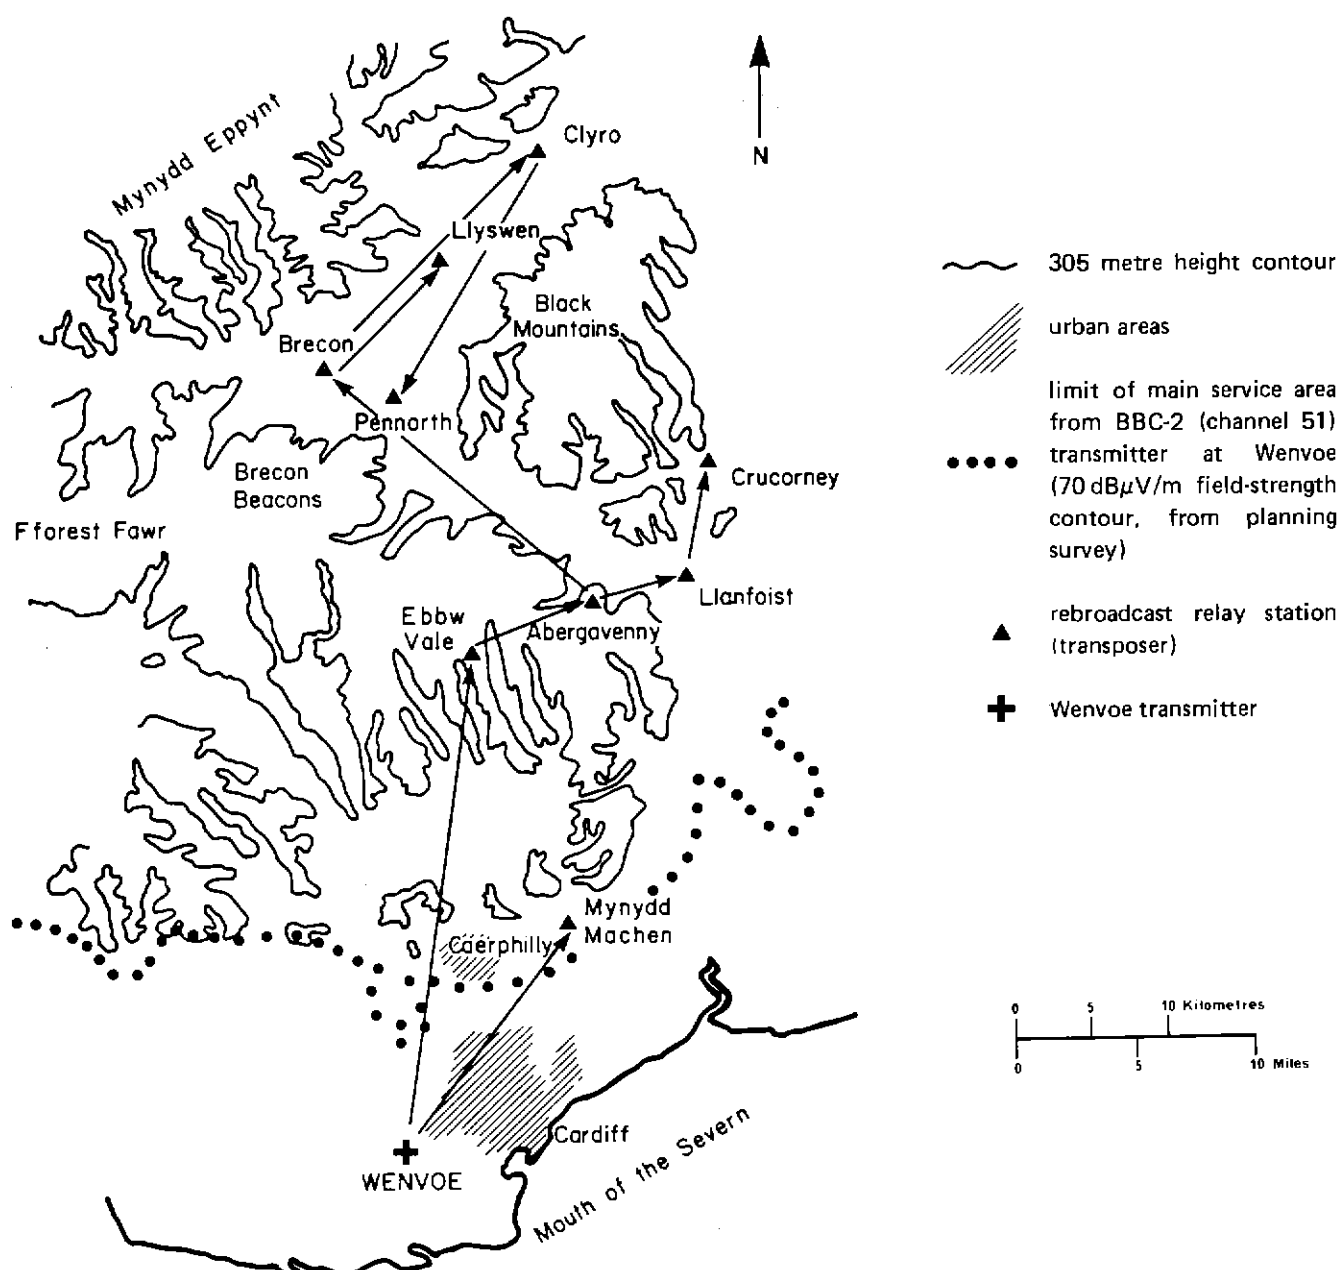 Mynydd Eppynt
Clyro
N
Llyswen
Black
Mountains
Brecon
Pennorth
Brecon
Beacons
Crucorney
Fforest Fawr
Llanfoist
Ebbw
Vale
Abergavenny
Mynydd
Machen
Caerphilly
Cardiff
WENVOE
Mouth of the Severn
305 metre height contour
urban areas
limit of main service area
from BBC-2 (channel 51)
transmitter at Wenvoe
(70 dBμV/m field-strength
contour, from planning
survey)
rebroadcast relay station
(transposer)
Wenvoe transmitter
0 5 10 Kilometres
0 5 10 Miles